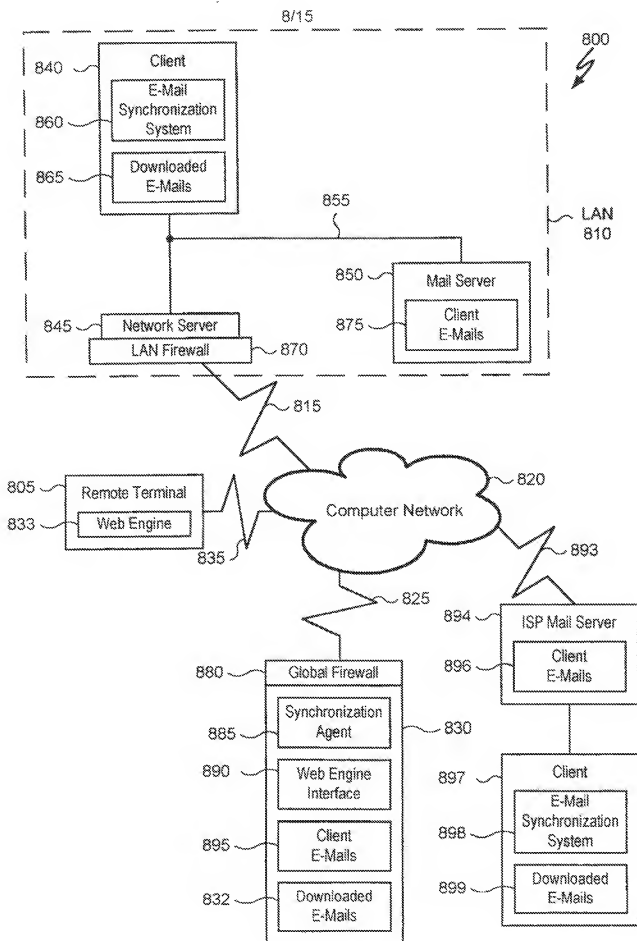 8/15
800
840
Client
E-Mail
Synchronization
System
860
Downloaded
E-Mails
865
855
LAN
810
850
Mail Server
875
Client
E-Mails
845
Network Server
LAN Firewall
870
815
805
Remote Terminal
833
Web Engine
835
820
Computer Network
893
825
894
ISP Mail Server
896
Client
E-Mails
880
Global Firewall
830
885
Synchronization
Agent
890
Web Engine
Interface
895
Client
E-Mails
832
Downloaded
E-Mails
897
Client
898
E-Mail
Synchronization
System
899
Downloaded
E-Mails